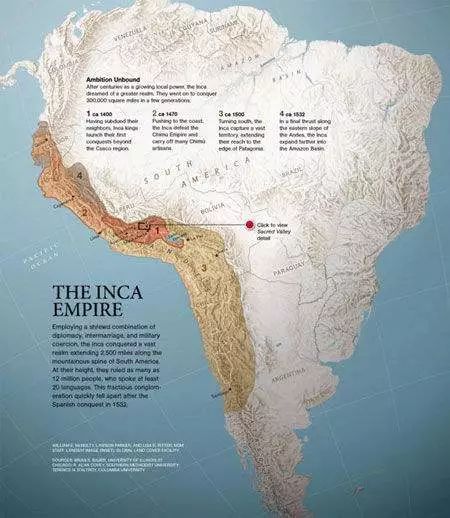 VENEZUELA
GUYANA
SURINAME
AMAZON
BASIN
Ambition Unbound
After centuries as a growing local power, the Inca
dreamed of a greater realm. They went on to conquer
300,000 square miles in a few generations.
1 ca 1400
Having subdued their
neighbors, Inca kings
launch their first
conquests beyond
the Cusco region.
2 ca 1470
Pushing to the coast,
the Inca defeat the
Chimú Empire and
carry off many Chimú
artisans.
3 ca 1500
Turning south, the
Inca capture a vast
territory, extending
their reach to the
edge of Patagonia.
4 ca 1532
In a final thrust along
the eastern slope of
the Andes, the Inca
expand farther into
the Amazon Basin.
SOUTH
AMERICA
BRAZIL
4
2
PERU
BOLIVIA
1
3
Click to view
Sacred Valley
detail
PACIFIC
OCEAN
PARAGUAY
ARGENTINA
Santiago
THE INCA
EMPIRE
Employing a shrewd combination of
diplomacy, intermarriage, and military
coercion, the Inca conquered a vast
realm extending 2,500 miles along the
mountainous spine of South America.
At their height, they ruled as many as
12 million people, who spoke at least
20 languages. This fractious conglom-
eration quickly fell apart after the
Spanish conquest in 1532.
WILLIAM E. MCNULTY, LAWSON PARKER, AND LISA R. RITTER, NGM
STAFF. LANDSAT IMAGE (INSET): GLOBAL LAND COVER FACILITY
SOURCES: BRIAN S. BAUER, UNIVERSITY OF ILLINOIS AT
CHICAGO; R. ALAN COVEY, SOUTHERN METHODIST UNIVERSITY;
TERENCE N. D'ALTROY, COLUMBIA UNIVERSITY